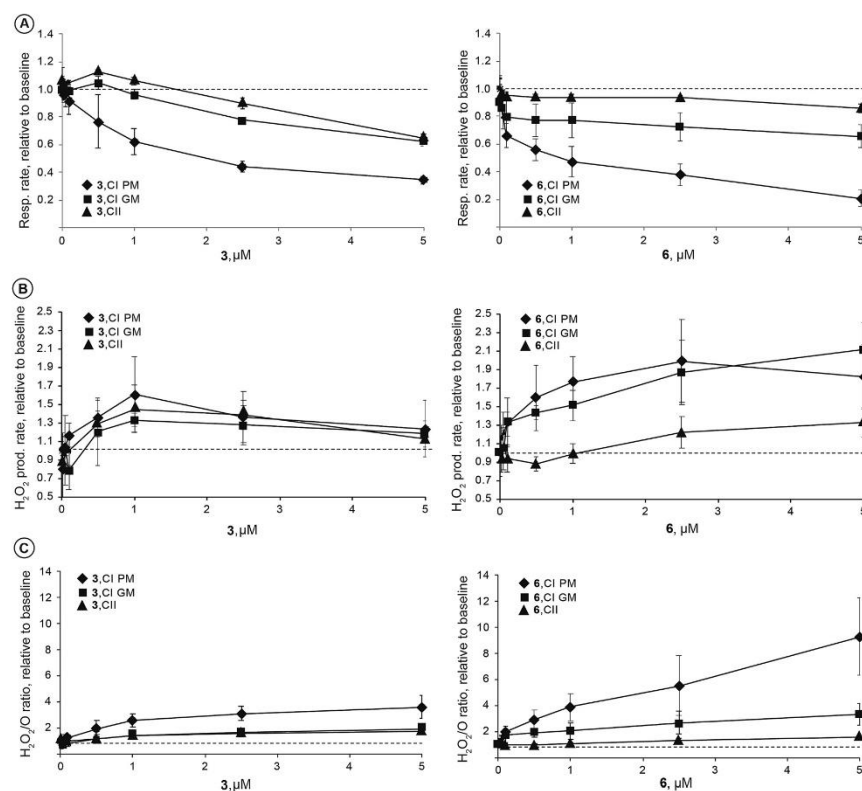 A
Resp. rate, relative to baseline
1.4
1.2
1.0
0.8
0.6
0.4
0.2
3,CI PM
3,CI GM
3,CII
0 1 2 3 4 5
3,µM
Resp. rate, relative to baseline
1.4
1.2
1.0
0.8
0.6
0.4
0.2
6,CI PM
6,CI GM
6,CII
0 1 2 3 4 5
6, µM
B
H₂O₂ prod. rate, relative to baseline
2.5
2.3
2.1
1.9
1.7
1.5
1.3
1.1
0.9
0.7
0.5
3,CI PM
3,CI GM
3,CII
0 1 2 3 4 5
3,µM
H₂O₂ prod. rate, relative to baseline
2.5
2.3
2.1
1.9
1.7
1.5
1.3
1.1
0.9
0.7
0.5
6,CI PM
6,CI GM
6,CII
0 1 2 3 4 5
6, µM
C
H₂O₂/O ratio, relative to baseline
14
12
10
8
6
4
2
3,CI PM
3,CI GM
3,CII
0 1 2 3 4 5
3,µM
H₂O₂/O ratio, relative to baseline
14
12
10
8
6
4
2
6,CI PM
6,CI GM
6,CII
0 1 2 3 4 5
6, µM